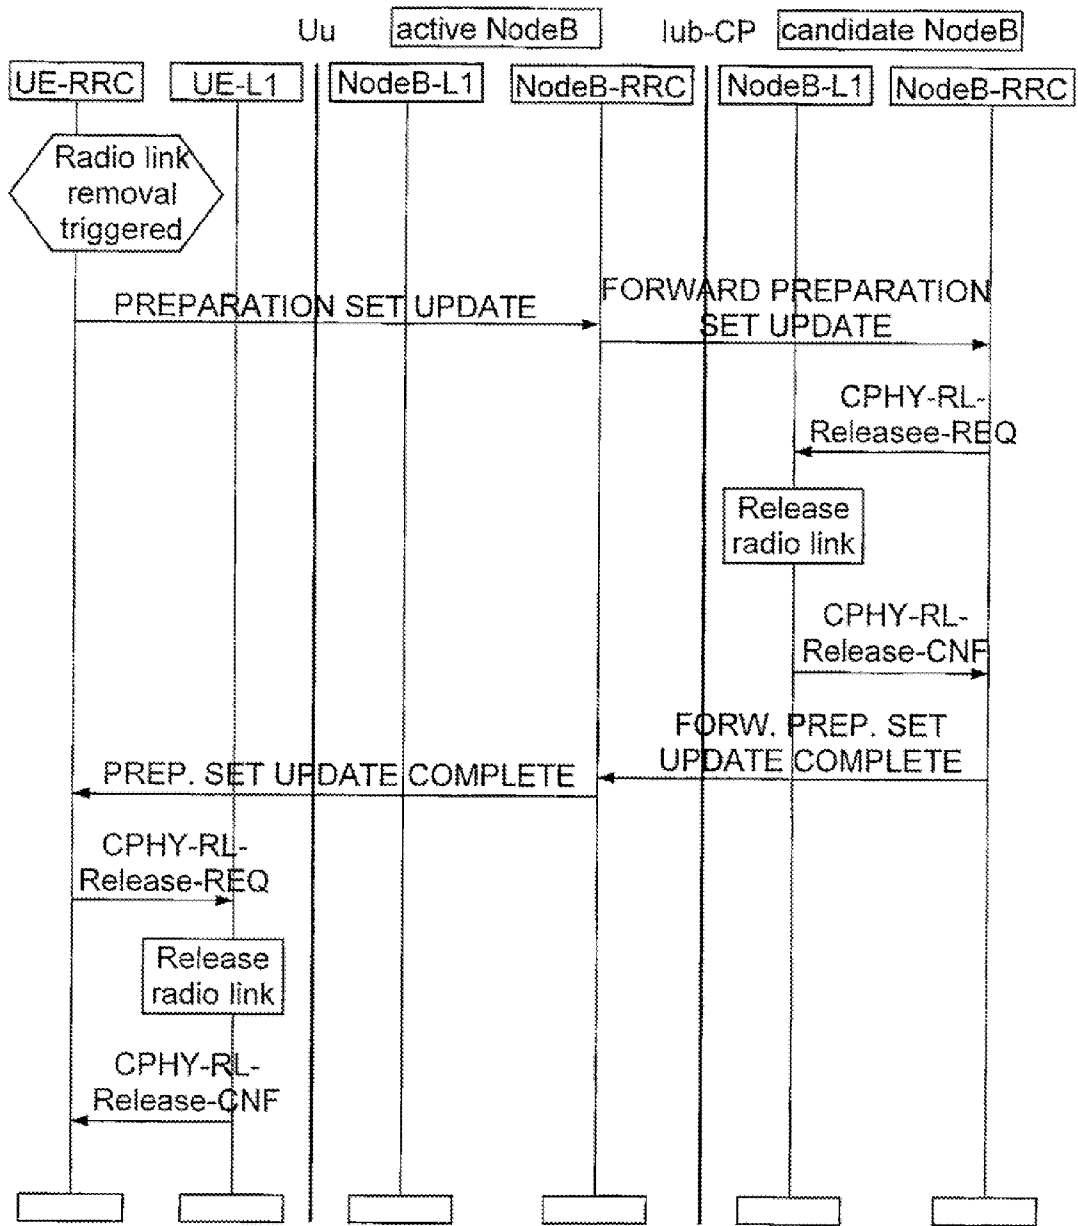 Uu active NodeB Iub-CP candidate NodeB
UE-RRC UE-L1 NodeB-L1 NodeB-RRC NodeB-L1 NodeB-RRC
Radio link
removal
triggered
PREPARATION SET UPDATE
FORWARD PREPARATION
SET UPDATE
CPHY-RL-
Releasee-REQ
Release
radio link
CPHY-RL-
Release-CNF
FORW. PREP. SET
UPDATE COMPLETE
PREP. SET UPDATE COMPLETE
CPHY-RL-
Release-REQ
Release
radio link
CPHY-RL-
Release-CNF